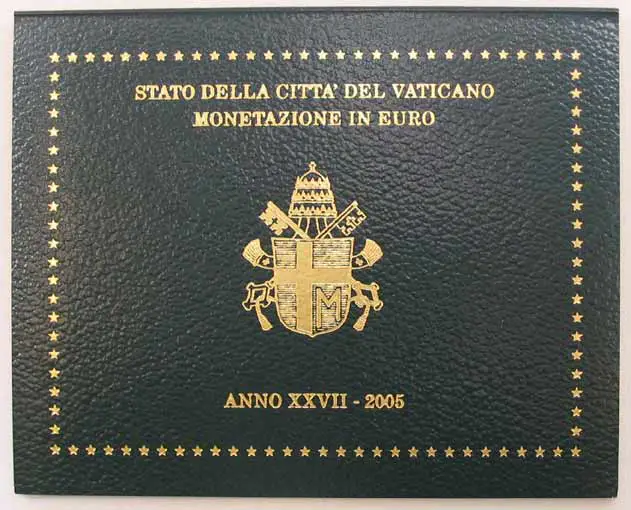 STATO DELLA CITTA' DEL VATICANO
MONETAZIONE IN EURO
M
ANNO XXVII - 2005